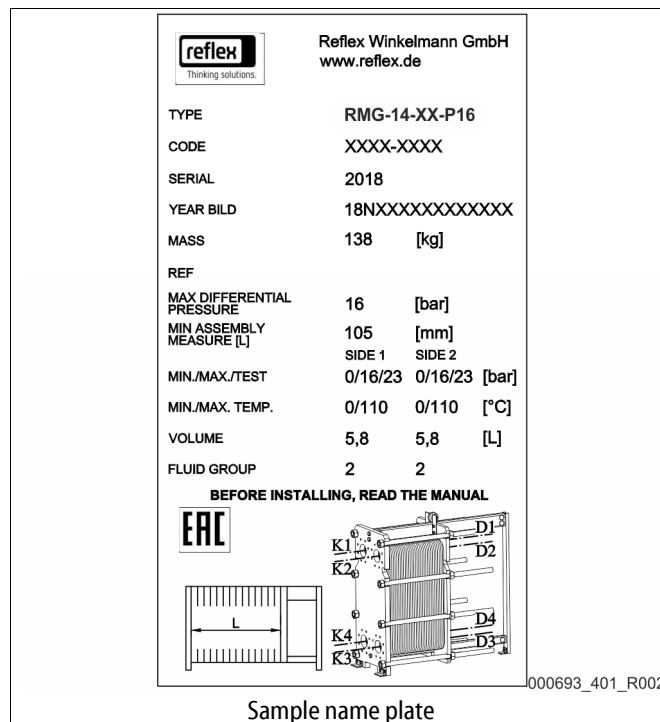 reflex
Thinking solutions.
Reflex Winkelmann GmbH
www.reflex.de
TYPE RMG-14-XX-P16
CODE XXXX-XXXX
SERIAL 2018
YEAR BILD 18NXXXXXXXXXXXX
MASS 138 [kg]
REF
MAX DIFFERENTIAL
PRESSURE 16 [bar]
MIN ASSEMBLY
MEASURE [L] 105 [mm]
SIDE 1 SIDE 2
MIN./MAX./TEST 0/16/23 0/16/23 [bar]
MIN./MAX. TEMP. 0/110 0/110 [°C]
VOLUME 5,8 5,8 [L]
FLUID GROUP 2 2
BEFORE INSTALLING, READ THE MANUAL
EAC
K1 D1
K2 D2
L
K4 D4
K3 D3
000693_401_R002
Sample name plate